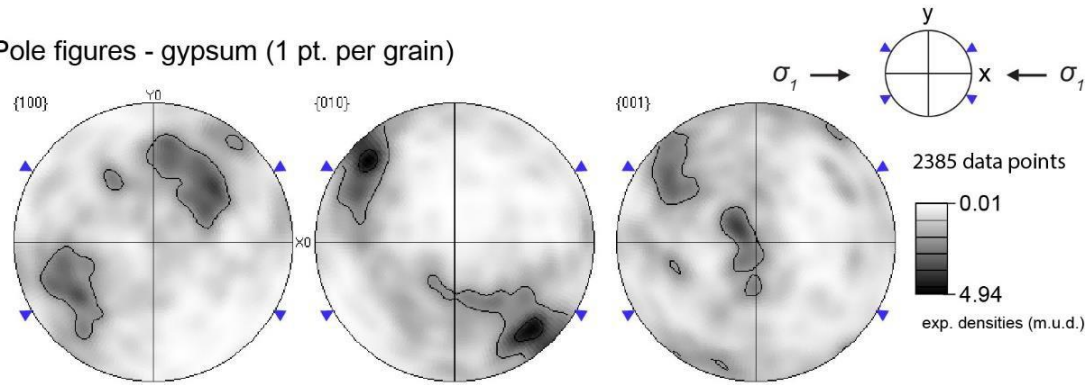 Pole figures - gypsum (1 pt. per grain)
y
σ1
x
σ1
{100}
Y0
{010}
{001}
X0
2385 data points
0.01
4.94
exp. densities (m.u.d.)